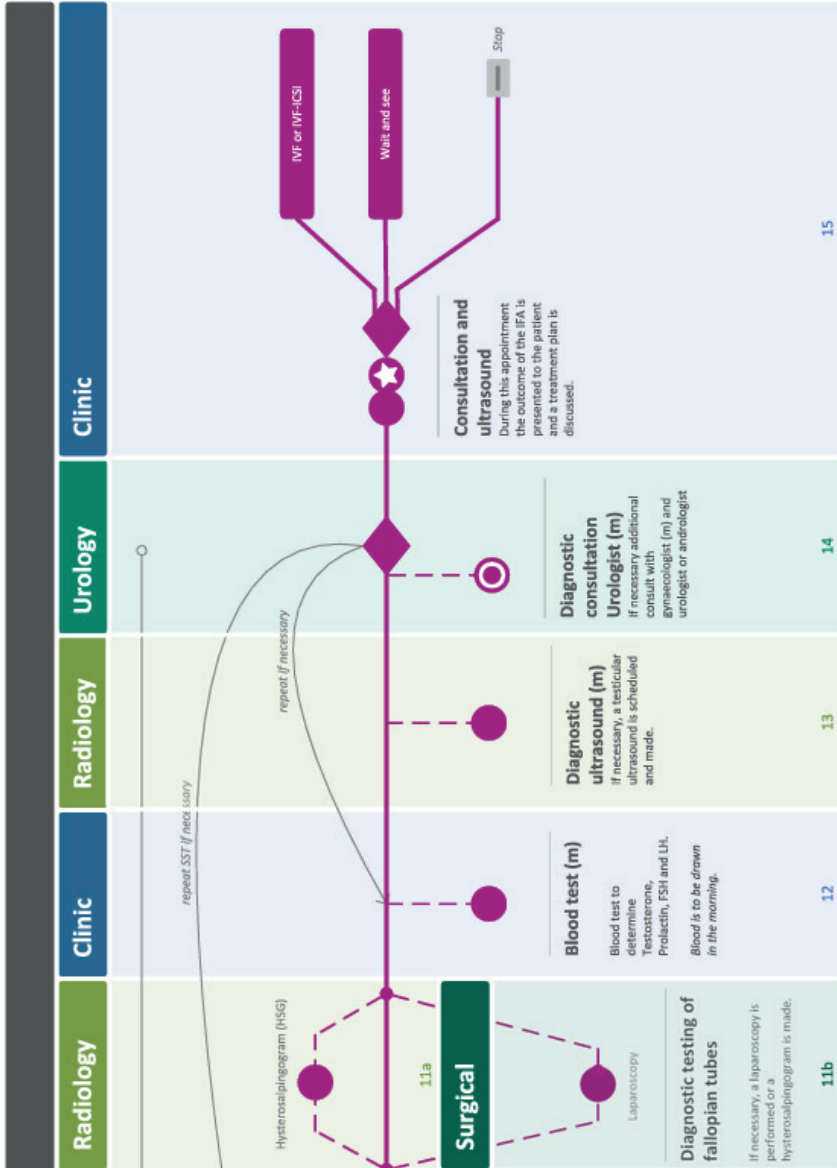 Radiology
Clinic
Radiology
Urology
Clinic
Hysterosalpingogram (HSG)
11a
Surgical
Laparoscopy
Diagnostic testing of
fallopian tubes
If necessary, a laparoscopy is
performed or a
hysterosalpingogram is made.
11b
repeat SST if necessary
repeat if necessary
Blood test (m)
Blood test to
determine
Testosterone,
Prolactin, FSH and LH.
Blood is to be drawn
in the morning.
12
Diagnostic
ultrasound (m)
If necessary, a testicular
ultrasound is scheduled
and made.
13
Diagnostic
consultation
Urologist (m)
If necessary additional
consult with
gynaecologist (m) and
urologist or andrologist
14
Consultation and
ultrasound
During this appointment
the outcome of the IFA is
presented to the patient
and a treatment plan is
discussed.
IVF or IVF-ICSI
Wait and see
Stop
15